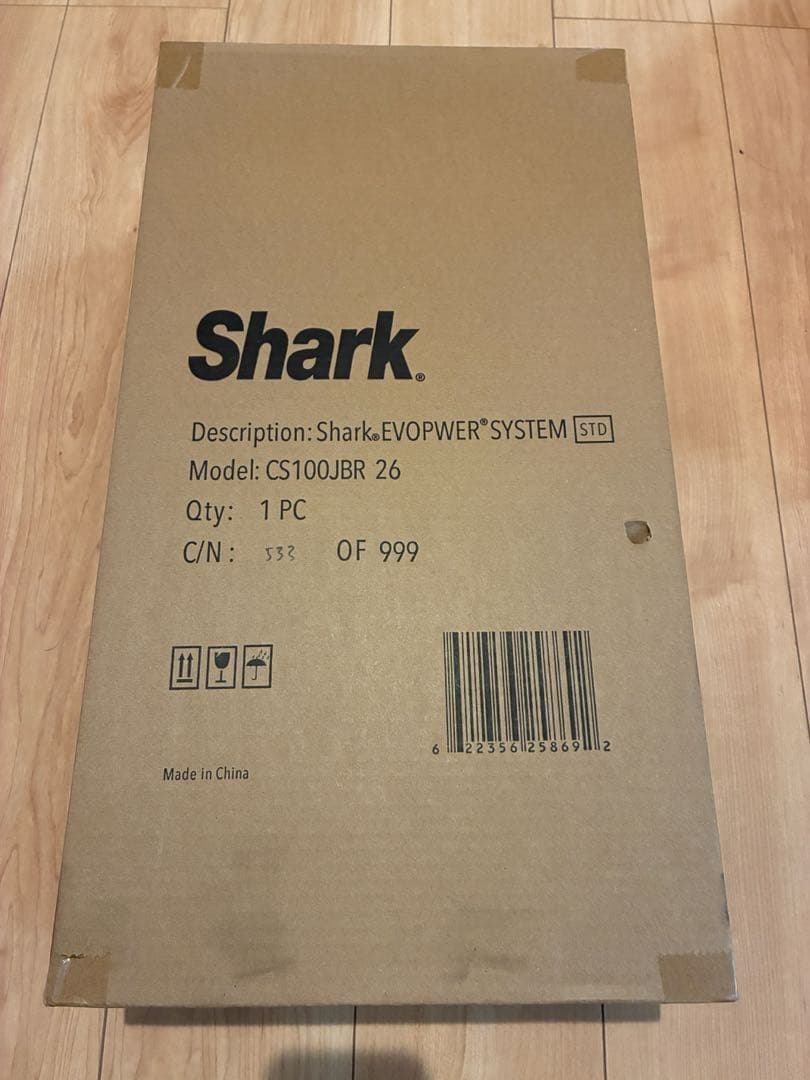 Shark®
Description: Shark®EVOPWER®SYSTEM STD
Model: CS100JBR 26
Qty: 1 PC
C/N: 532 OF 999
6 22356 25869 2
Made in China